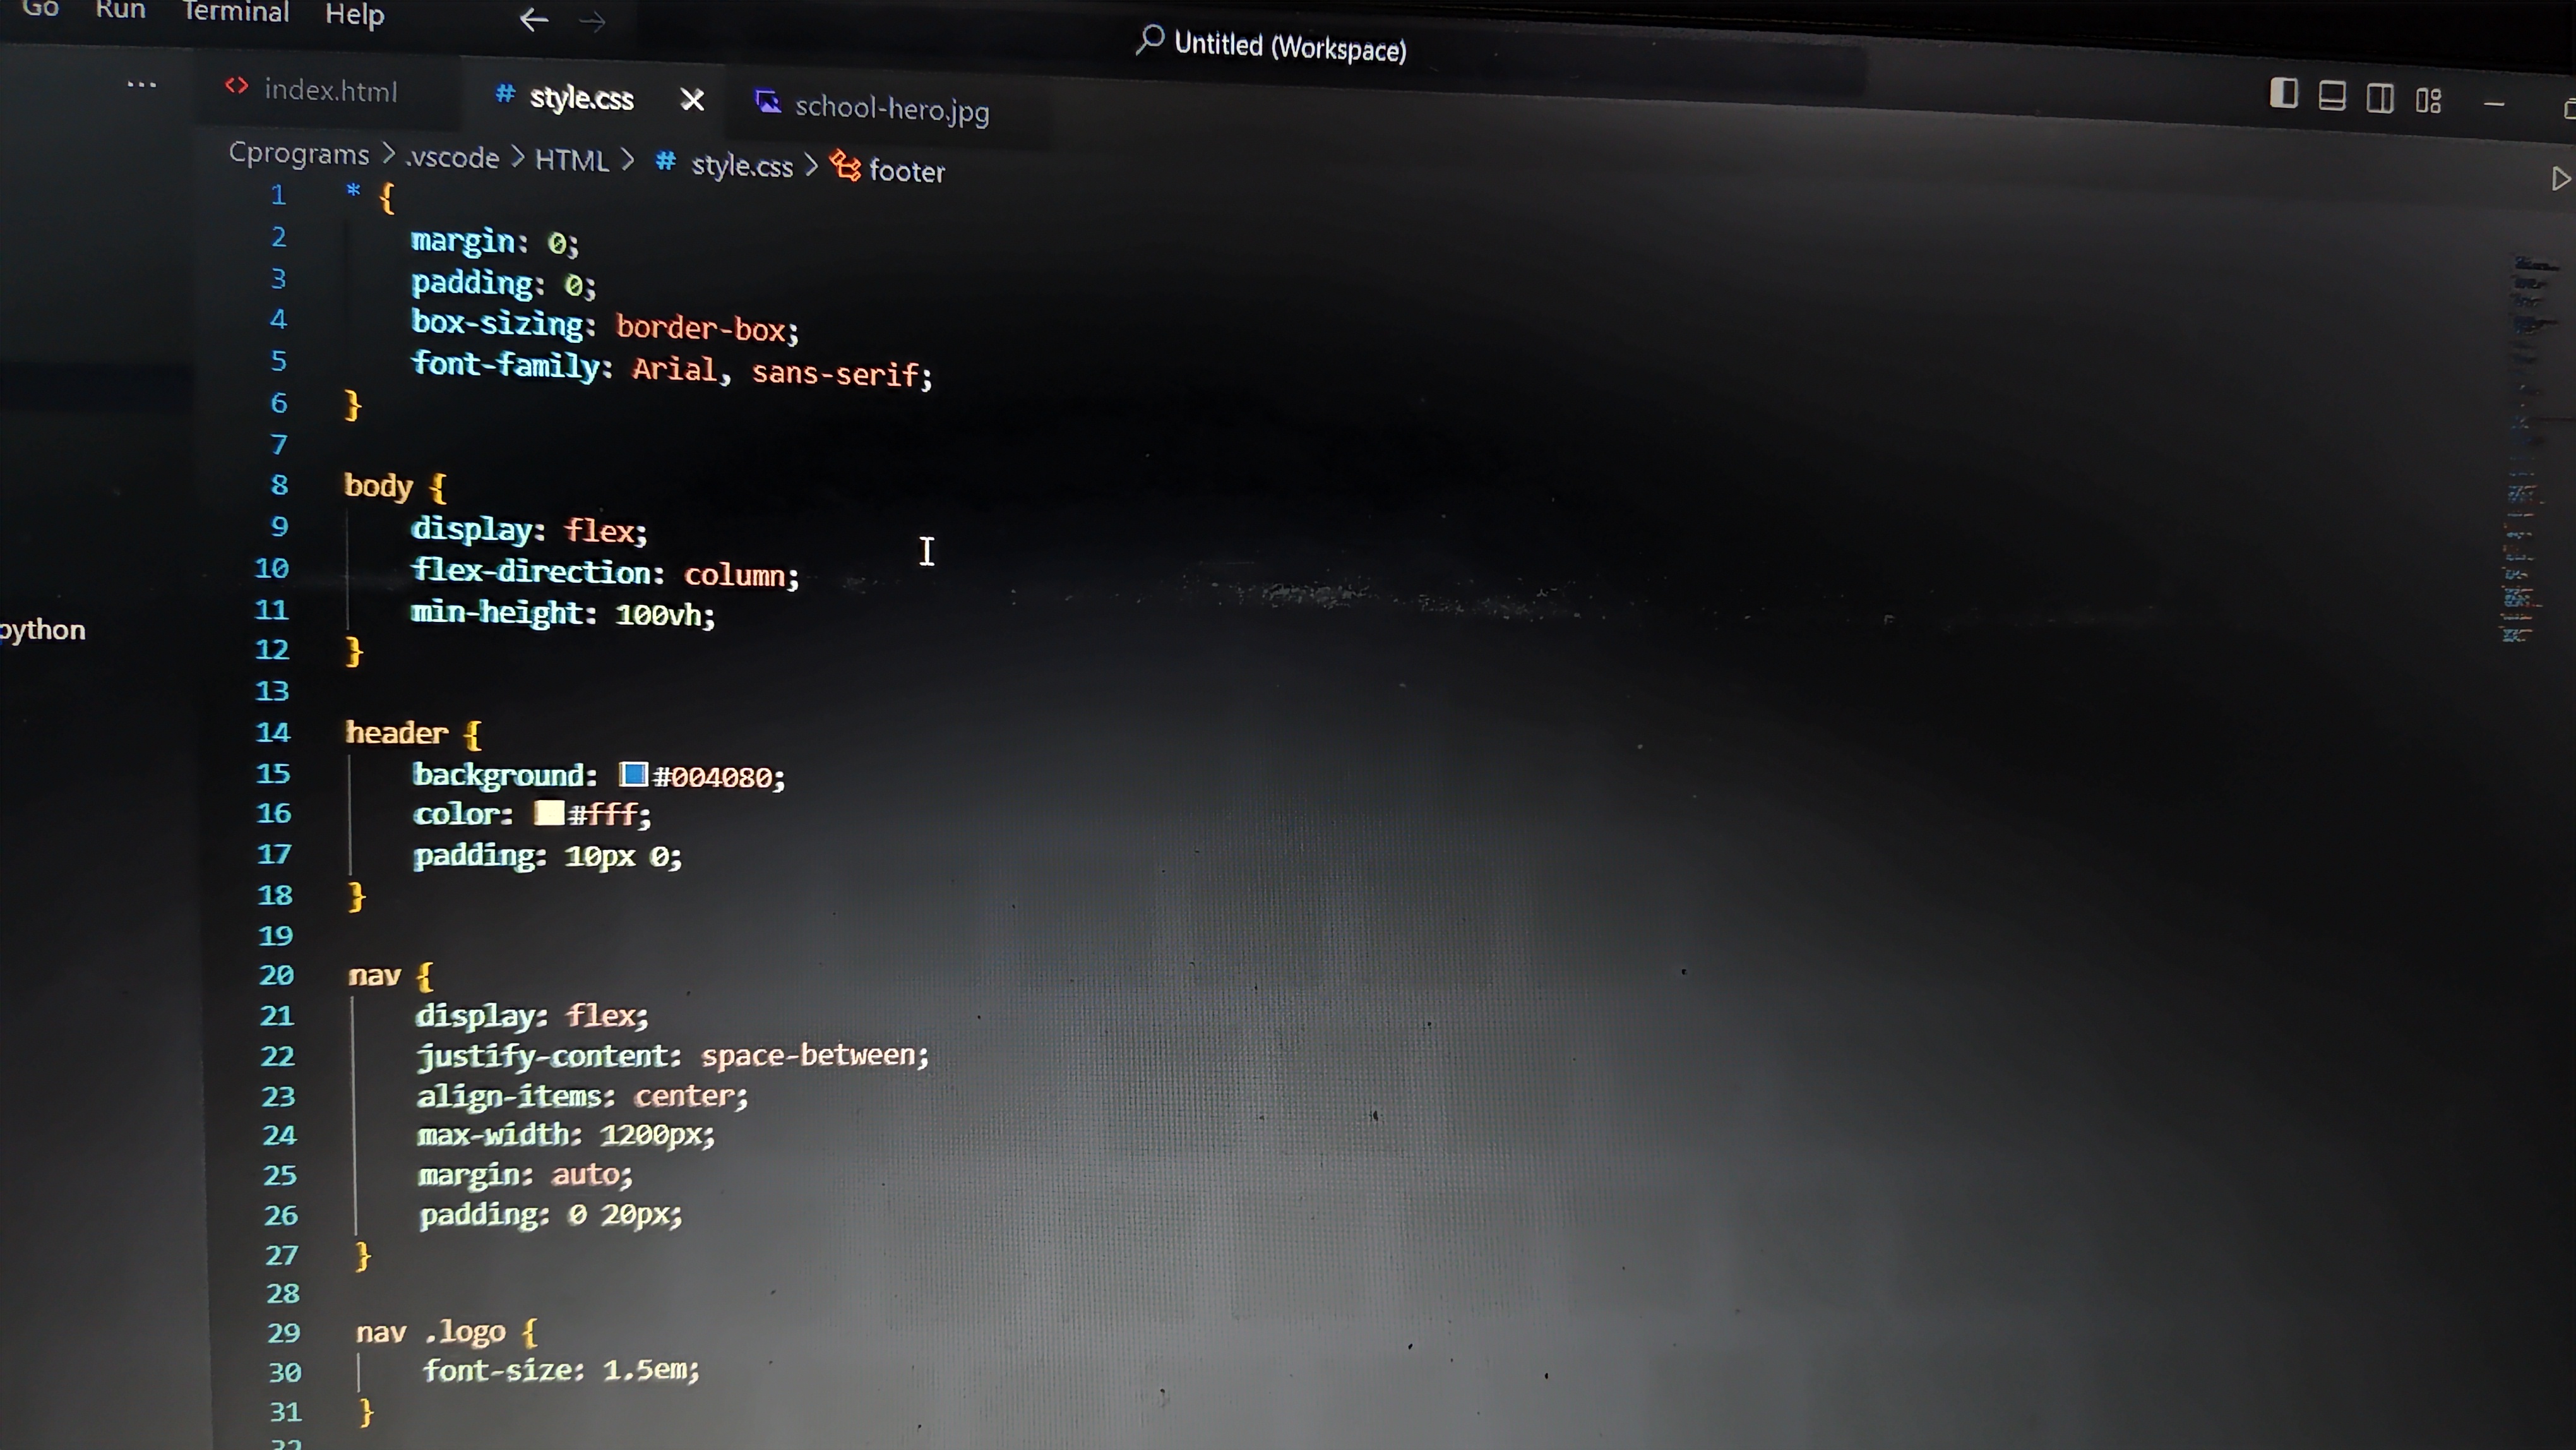 Go Run Terminal Help
Untitled (Workspace)
index.html # style.css school-hero.jpg
Cprograms > .vscode > HTML > # style.css > footer
python
1 * {
2 margin: 0;
3 padding: 0;
4 box-sizing: border-box;
5 font-family: Arial, sans-serif;
6 }
7
8 body {
9 display: flex;
10 flex-direction: column;
11 min-height: 100vh;
12 }
13
14 header {
15 background: #004080;
16 color: #fff;
17 padding: 10px 0;
18 }
19
20 nav {
21 display: flex;
22 justify-content: space-between;
23 align-items: center;
24 max-width: 1200px;
25 margin: auto;
26 padding: 0 20px;
27 }
28
29 nav .logo {
30 font-size: 1.5em;
31 }
32